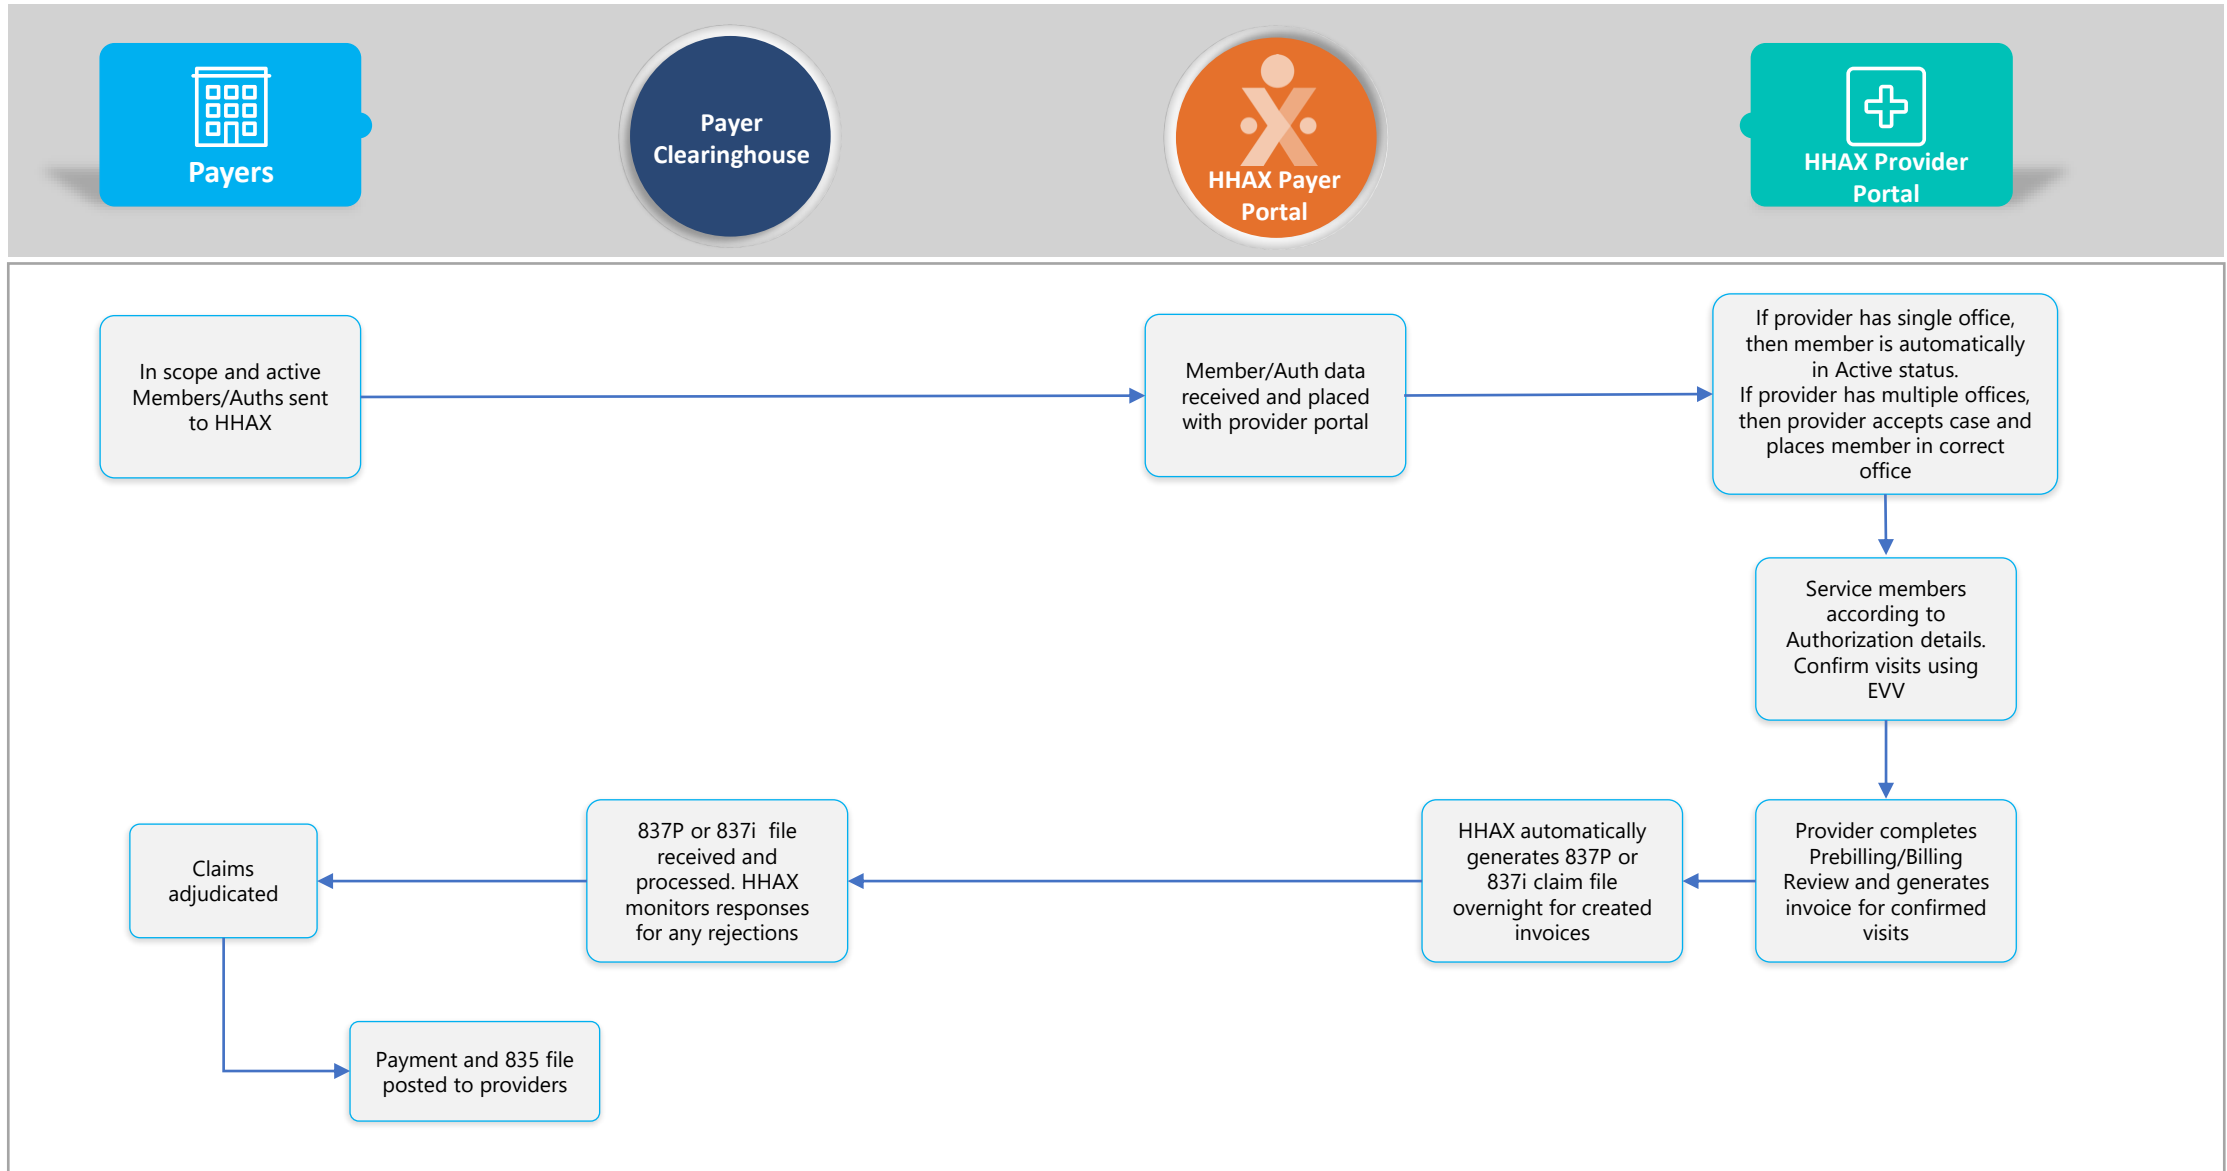 Payers
Payer
Clearinghouse
HHAX Payer
Portal
HHAX Provider
Portal
In scope and active
Members/Auths sent
to HHAX
Member/Auth data
received and placed
with provider portal
If provider has single office,
then member is automatically
in Active status.
If provider has multiple offices,
then provider accepts case and
places member in correct
office
Service members
according to
Authorization details.
Confirm visits using
EVV
Provider completes
Prebilling/Billing
Review and generates
invoice for confirmed
visits
HHAX automatically
generates 837P or
837i claim file
overnight for created
invoices
837P or 837i file
received and
processed. HHAX
monitors responses
for any rejections
Claims
adjudicated
Payment and 835 file
posted to providers